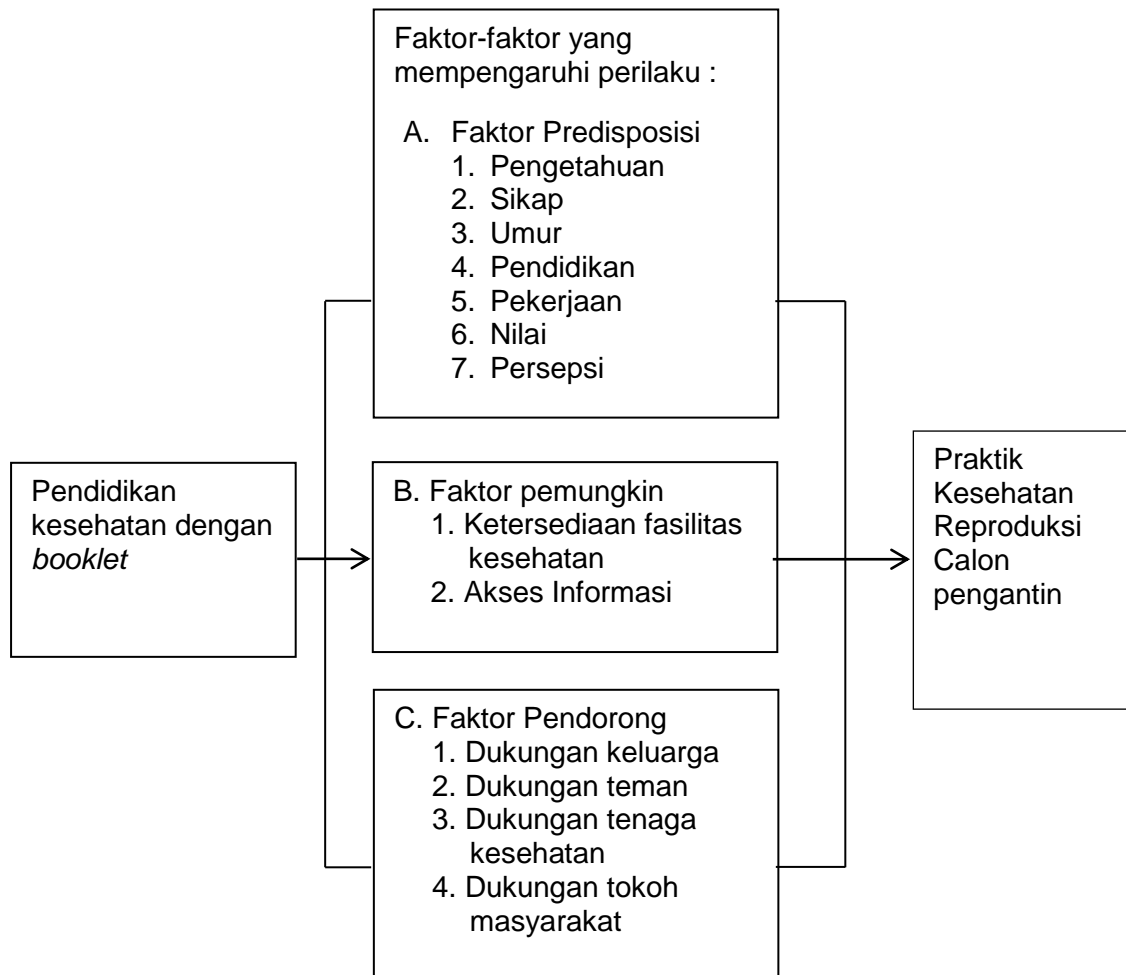 Faktor-faktor yang
mempengaruhi perilaku :
A. Faktor Predisposisi
1. Pengetahuan
2. Sikap
3. Umur
4. Pendidikan
5. Pekerjaan
6. Nilai
7. Persepsi
Pendidikan
kesehatan dengan
booklet
B. Faktor pemungkin
1. Ketersediaan fasilitas
kesehatan
2. Akses Informasi
C. Faktor Pendorong
1. Dukungan keluarga
2. Dukungan teman
3. Dukungan tenaga
kesehatan
4. Dukungan tokoh
masyarakat
Praktik
Kesehatan
Reproduksi
Calon
pengantin